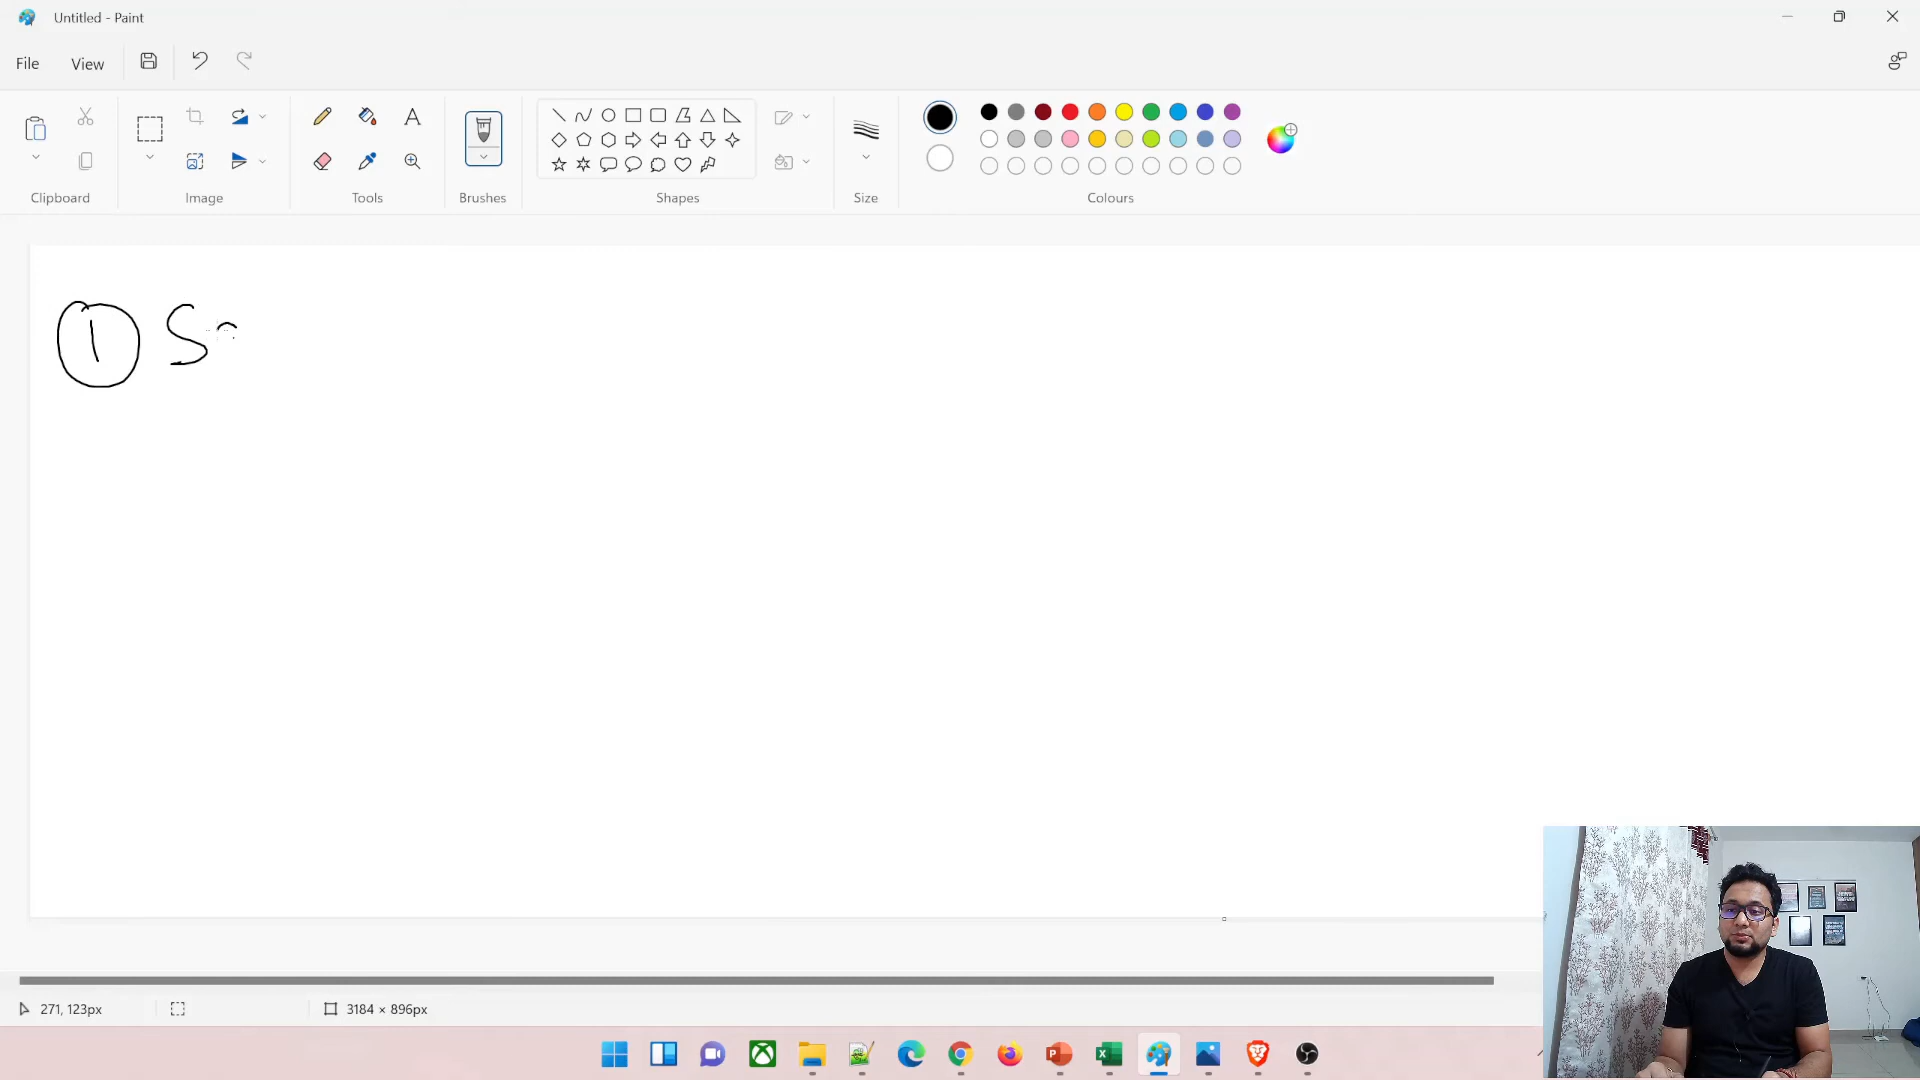 Untitled - Paint
File View
Clipboard Image Tools Brushes Shapes Size Colours
1 S
271, 123px 3184 × 896px